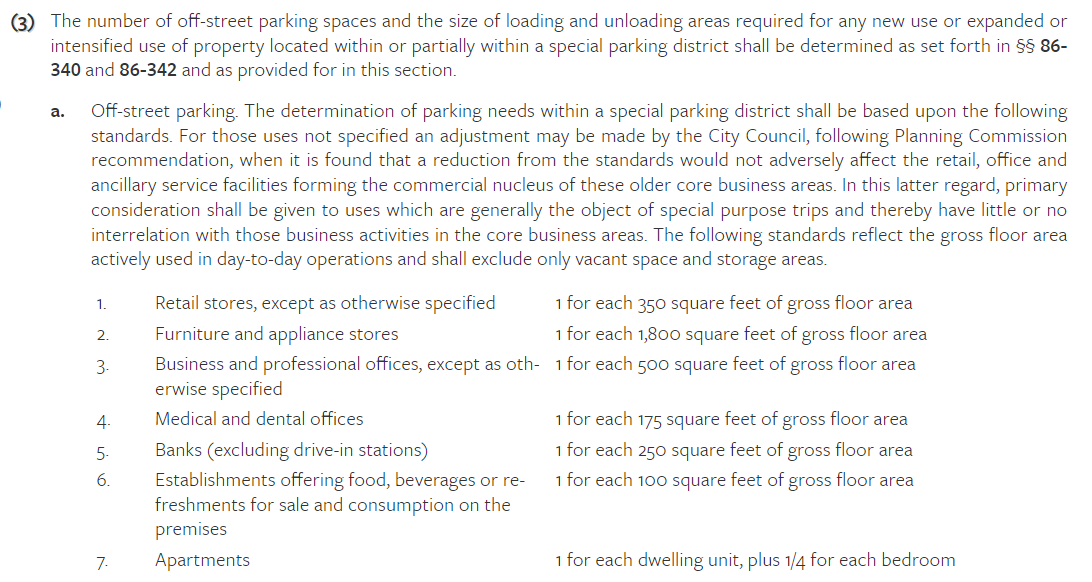 (3) The number of off-street parking spaces and the size of loading and unloading areas required for any new use or expanded or
intensified use of property located within or partially within a special parking district shall be determined as set forth in §§ 86-
340 and 86-342 and as provided for in this section.
a. Off-street parking. The determination of parking needs within a special parking district shall be based upon the following
standards. For those uses not specified an adjustment may be made by the City Council, following Planning Commission
recommendation, when it is found that a reduction from the standards would not adversely affect the retail, office and
ancillary service facilities forming the commercial nucleus of these older core business areas. In this latter regard, primary
consideration shall be given to uses which are generally the object of special purpose trips and thereby have little or no
interrelation with those business activities in the core business areas. The following standards reflect the gross floor area
actively used in day-to-day operations and shall exclude only vacant space and storage areas.
1. Retail stores, except as otherwise specified 1 for each 350 square feet of gross floor area
2. Furniture and appliance stores 1 for each 1,800 square feet of gross floor area
3. Business and professional offices, except as oth- 1 for each 500 square feet of gross floor area
erwise specified
4. Medical and dental offices 1 for each 175 square feet of gross floor area
5. Banks (excluding drive-in stations) 1 for each 250 square feet of gross floor area
6. Establishments offering food, beverages or re- 1 for each 100 square feet of gross floor area
freshments for sale and consumption on the
premises
7. Apartments 1 for each dwelling unit, plus 1/4 for each bedroom